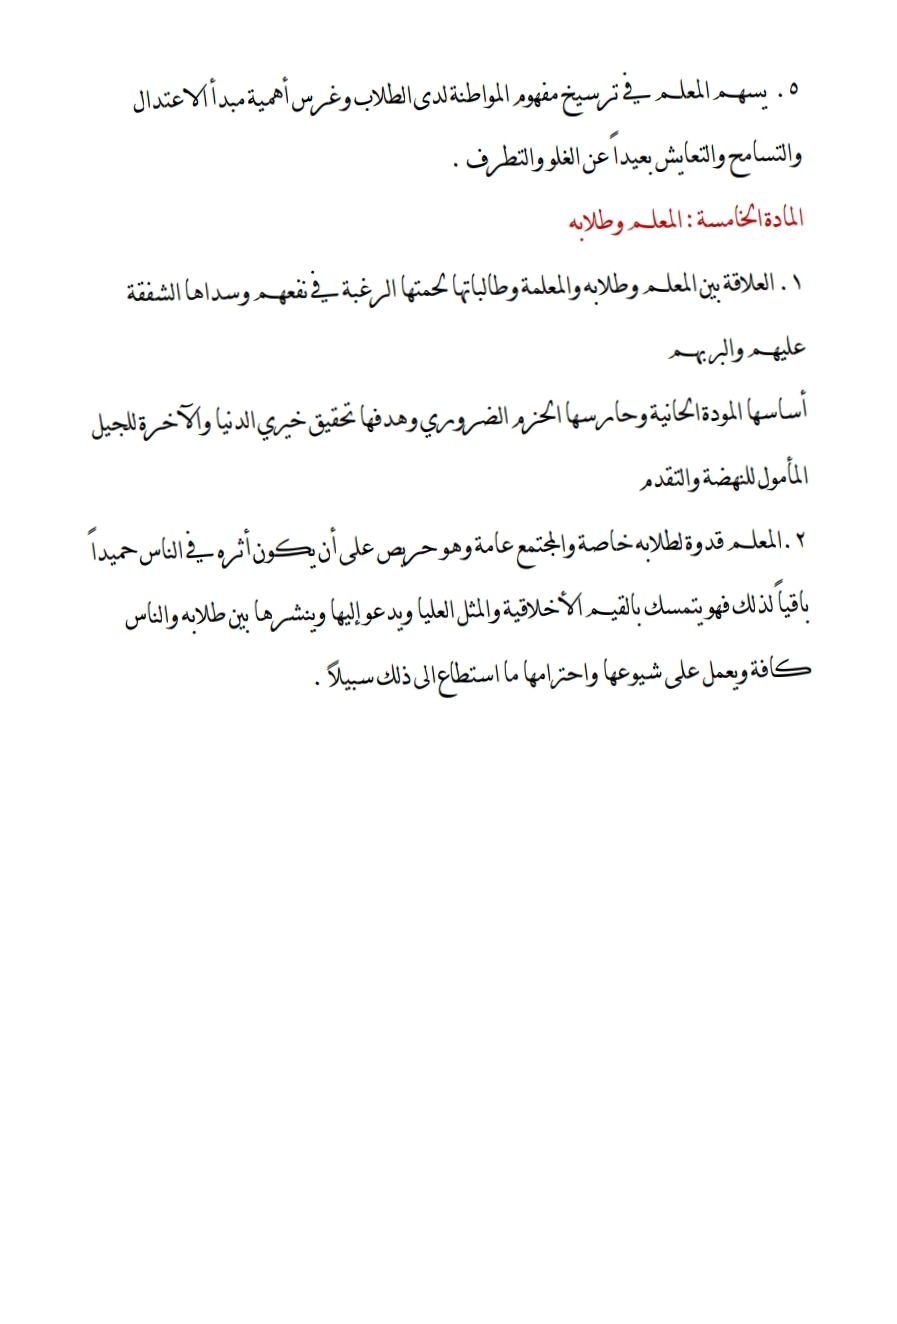 ٥ . يسهم المعلم في ترسيخ مفهوم المواطنة لدى الطلاب وغرس أهمية مبدأ الاعتدال
والتسامح والتعايش بعيداً عن الغلو والتطرف .
المادة الخامسة : المعلم وطلابه
١ . العلاقة بين المعلم وطلابه والمعلمة وطالباتها لحمتها الرغبة في نفعهم وسداها الشفقة
عليهم والبر بهم
أساسها المودة الحانية وحارسها الحزم الضروري وهدفها تحقيق خيري الدنيا والآخرة للجيل
المأمول للنهضة والتقدم
٢ . المعلم قدوة لطلابه خاصة والمجتمع عامة وهو حريص على أن يكون أثره في الناس حميداً
باقياً لذلك فهو يتمسك بالقيم الأخلاقية والمثل العليا ويدعو إليها وينشرها بين طلابه والناس
كافة ويعمل على شيوعها واحترامها ما استطاع الى ذلك سبيلاً .